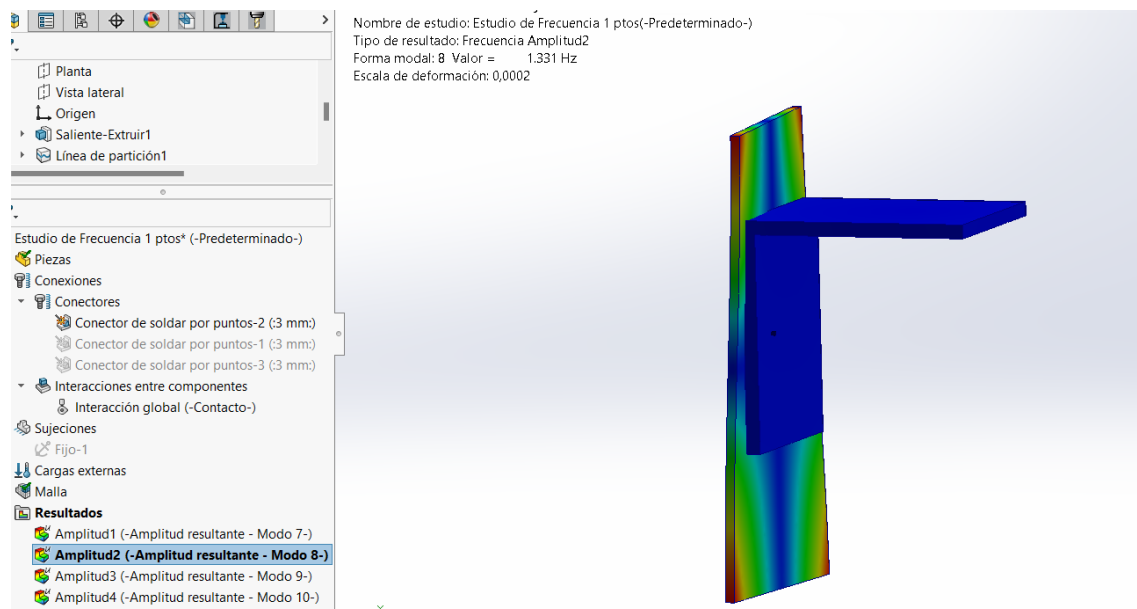 Planta
Vista lateral
Origen
Saliente-Extruir1
Línea de partición1
Estudio de Frecuencia 1 ptos* (-Predeterminado-)
Piezas
Conexiones
Conectores
Conector de soldar por puntos-2 (:3 mm:)
Conector de soldar por puntos-1 (:3 mm:)
Conector de soldar por puntos-3 (:3 mm:)
Interacciones entre componentes
Interacción global (-Contacto-)
Sujeciones
Fijo-1
Cargas externas
Malla
Resultados
Amplitud1 (-Amplitud resultante - Modo 7-)
Amplitud2 (-Amplitud resultante - Modo 8-)
Amplitud3 (-Amplitud resultante - Modo 9-)
Amplitud4 (-Amplitud resultante - Modo 10-)
Nombre de estudio: Estudio de Frecuencia 1 ptos(-Predeterminado-)
Tipo de resultado: Frecuencia Amplitud2
Forma modal: 8 Valor = 1.331 Hz
Escala de deformación: 0,0002